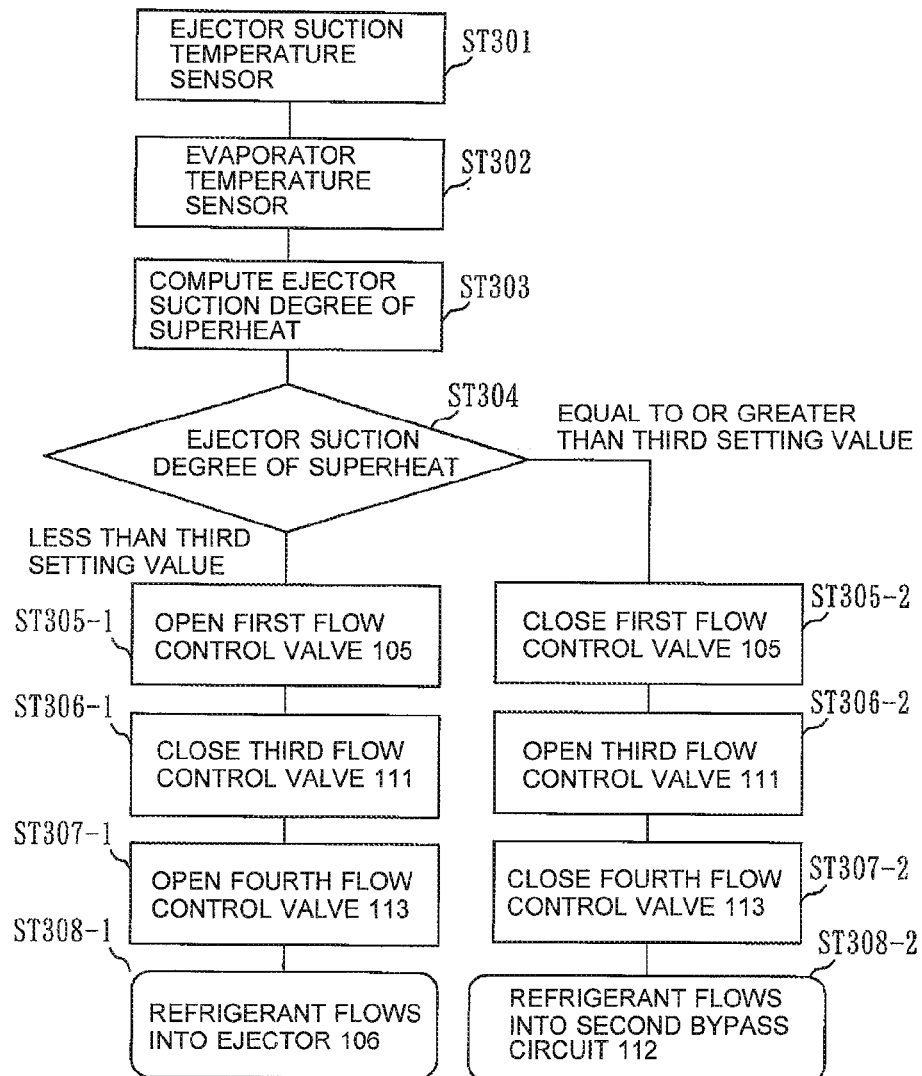 EJECTOR SUCTION
TEMPERATURE
SENSOR
ST301
EVAPORATOR
TEMPERATURE
SENSOR
ST302
COMPUTE EJECTOR
SUCTION DEGREE OF
SUPERHEAT
ST303
ST304
EJECTOR SUCTION
DEGREE OF SUPERHEAT
EQUAL TO OR GREATER
THAN THIRD SETTING VALUE
LESS THAN THIRD
SETTING VALUE
ST305-1
OPEN FIRST FLOW
CONTROL VALVE 105
CLOSE FIRST FLOW
CONTROL VALVE 105
ST305-2
ST306-1
CLOSE THIRD FLOW
CONTROL VALVE 111
OPEN THIRD FLOW
CONTROL VALVE 111
ST306-2
ST307-1
OPEN FOURTH FLOW
CONTROL VALVE 113
CLOSE FOURTH FLOW
CONTROL VALVE 113
ST307-2
ST308-1
REFRIGERANT FLOWS
INTO EJECTOR 106
REFRIGERANT FLOWS
INTO SECOND BYPASS
CIRCUIT 112
ST308-2